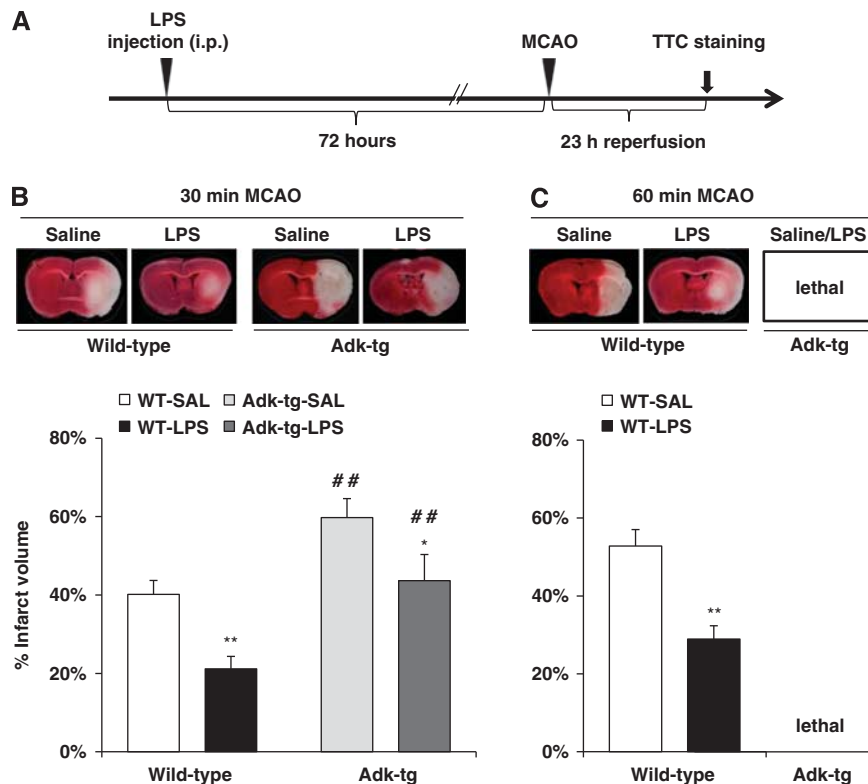 A
LPS
injection (i.p.)
MCAO
TTC staining
72 hours
23 h reperfusion
B
30 min MCAO
Saline LPS Saline LPS
Wild-type Adk-tg
WT-SAL Adk-tg-SAL
WT-LPS Adk-tg-LPS
% Infarct volume
80%
60%
40%
20%
0%
**
##
##
*
Wild-type Adk-tg
C
60 min MCAO
Saline LPS Saline/LPS
lethal
Wild-type Adk-tg
WT-SAL
WT-LPS
80%
60%
40%
20%
0%
**
lethal
Wild-type Adk-tg